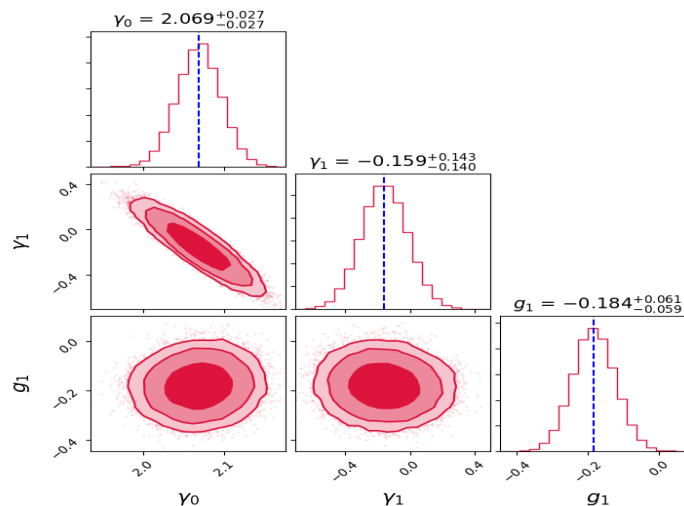 γ₀ = 2.069⁺⁰·⁰²⁷₋₀.₀₂₇
γ₁ = −0.159⁺⁰·¹⁴³₋₀.₁₄₀
0.4
0.0
−0.4
γ₁
g₁ = −0.184⁺⁰·⁰⁶¹₋₀.₀₅₉
0.0
−0.2
−0.4
g₁
2.0 2.1 −0.4 0.0 0.4 −0.4 −0.2 0.0
γ₀ γ₁ g₁